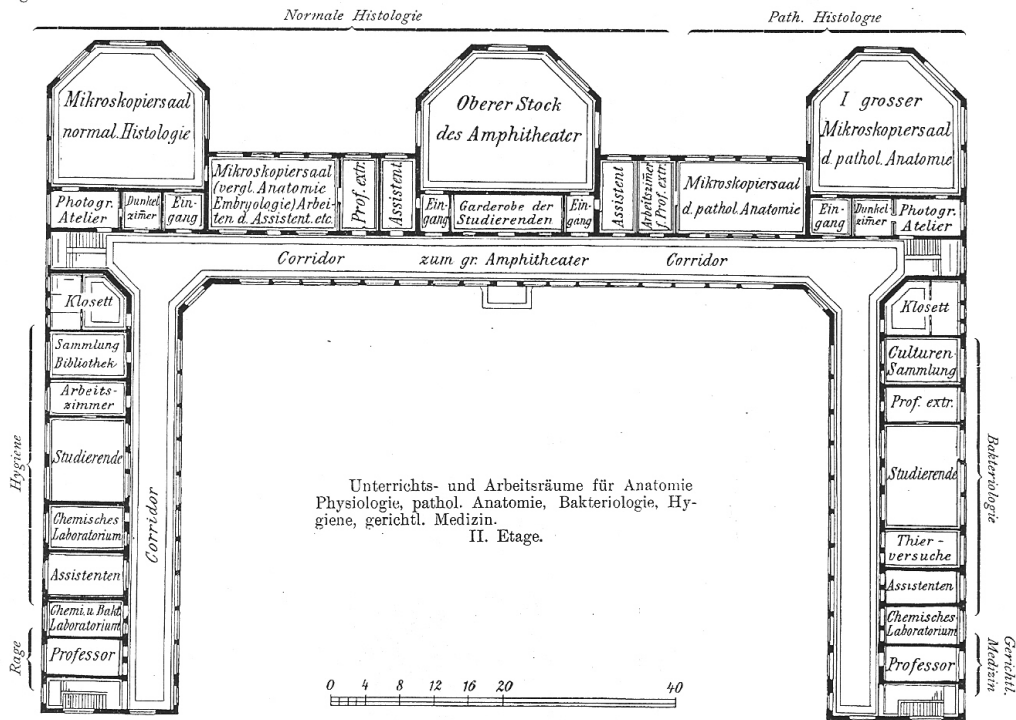 Normale Histologie
Path. Histologie
Mikroskopiersaal
normal. Histologie
Oberer Stock
des Amphitheater
I grosser
Mikroskopiersaal
d. pathol. Anatomie
Mikroskopiersaal
(vergl. Anatomie
Embryologie) Arbei-
ten d. Assistent. etc.
Prof. extr.
Assistent.
Assistent
Arbeitszimer
f. Prof. extr.
Mikroskopiersaal
d. pathol. Anatomie
Photogr.
Atelier
Dunkel
zimer
Ein-
gang
Ein-
gang
Garderobe der
Studierenden
Ein-
gang
Ein-
gang
Dunkel-
zimer
Photogr.
Atelier
Corridor
zum gr. Amphitheater
Corridor
Klosett
Klosett
Hygiene
Sammlung
Bibliothek
Arbeits-
zimmer
Studierende
Chemisches
Laboratorium
Assistenten
Chemi. u Bakt.
Laboratorium
Rage
Professor
Corridor
Culturen-
Sammlung
Prof. extr.
Studierende
Thier-
versuche
Assistenten
Chemisches
Laboratorium
Professor
Bakteriologie
Gerichtl.
Medizin
Unterrichts- und Arbeitsräume für Anatomie
Physiologie, pathol. Anatomie, Bakteriologie, Hy-
giene, gerichtl. Medizin.
II. Etage.
0 4 8 12 16 20 40